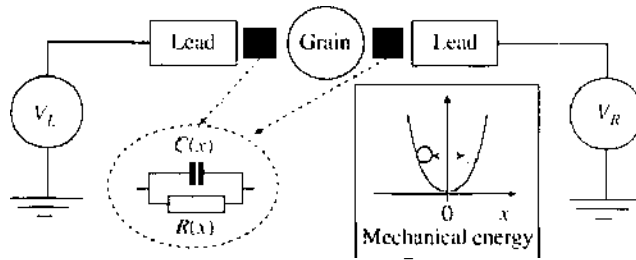 Lead Grain Lead
V_L V_R
C(x)
R(x)
0 x
Mechanical energy